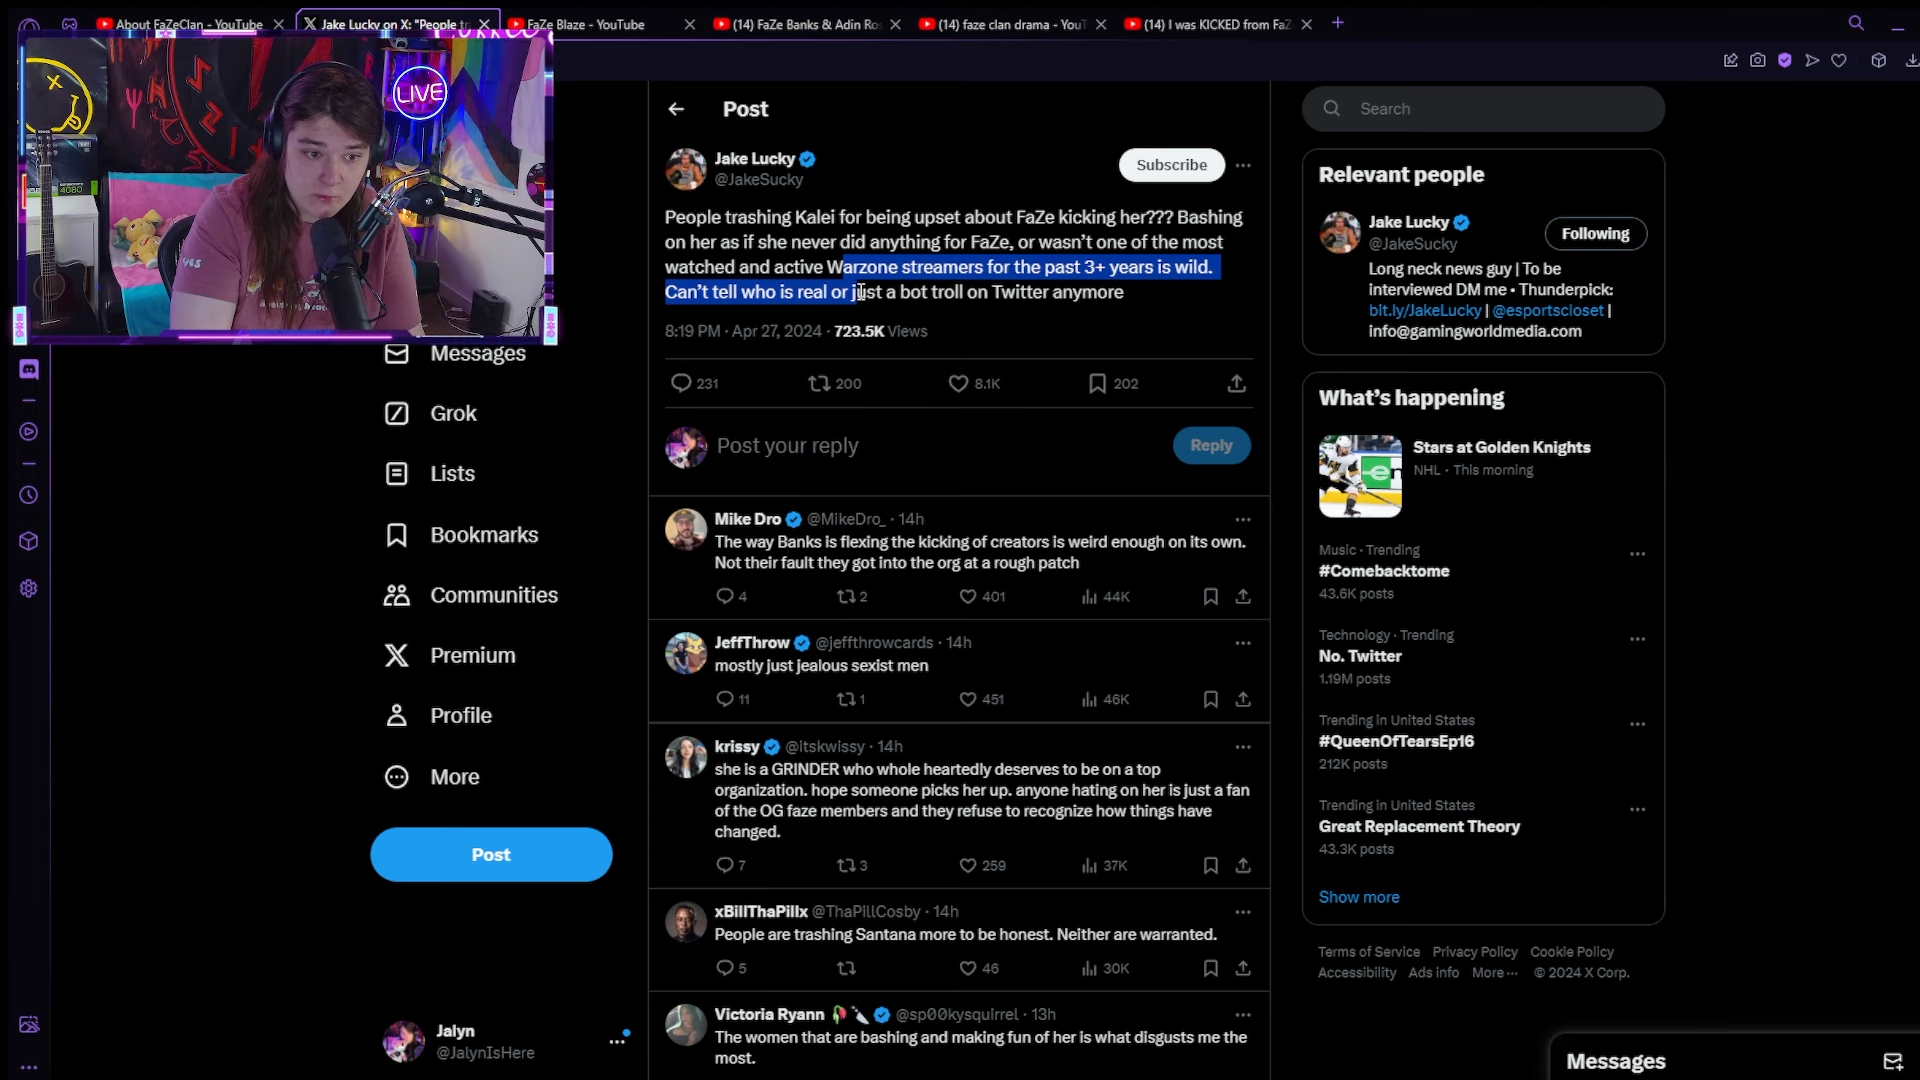 About FaZeClan - YouTube
Jake Lucky on X: "People tr
FaZe Blaze - YouTube
(14) FaZe Banks & Adin Ros
(14) faze clan drama - YouT
(14) I was KICKED from FaZ
LIVE
4080
YES
Post
Jake Lucky
@JakeSucky
Subscribe
People trashing Kalei for being upset about FaZe kicking her??? Bashing
on her as if she never did anything for FaZe, or wasn't one of the most
watched and active Warzone streamers for the past 3+ years is wild.
Can't tell who is real or just a bot troll on Twitter anymore
8:19 PM · Apr 27, 2024 · 723.5K Views
231
200
8.1K
202
Post your reply
Reply
Mike Dro @MikeDro_ · 14h
The way Banks is flexing the kicking of creators is weird enough on its own.
Not their fault they got into the org at a rough patch
4
2
401
44K
JeffThrow @jeffthrowcards · 14h
mostly just jealous sexist men
11
1
451
46K
krissy @itskwissy · 14h
she is a GRINDER who whole heartedly deserves to be on a top
organization. hope someone picks her up. anyone hating on her is just a fan
of the OG faze members and they refuse to recognize how things have
changed.
7
3
259
37K
xBillThaPillx @ThaPillCosby · 14h
People are trashing Santana more to be honest. Neither are warranted.
5
46
30K
Victoria Ryann @sp00kysquirrel · 13h
The women that are bashing and making fun of her is what disgusts me the
most.
Messages
Grok
Lists
Bookmarks
Communities
Premium
Profile
More
Post
Jalyn
@JalynIsHere
Search
Relevant people
Jake Lucky
@JakeSucky
Following
Long neck news guy | To be
interviewed DM me • Thunderpick:
bit.ly/JakeLucky | @esportscloset |
info@gamingworldmedia.com
What's happening
Stars at Golden Knights
NHL · This morning
Music · Trending
#Comebacktome
43.6K posts
Technology · Trending
No. Twitter
1.19M posts
Trending in United States
#QueenOfTearsEp16
212K posts
Trending in United States
Great Replacement Theory
43.3K posts
Show more
Terms of Service Privacy Policy Cookie Policy
Accessibility Ads info More ··· © 2024 X Corp.
Messages